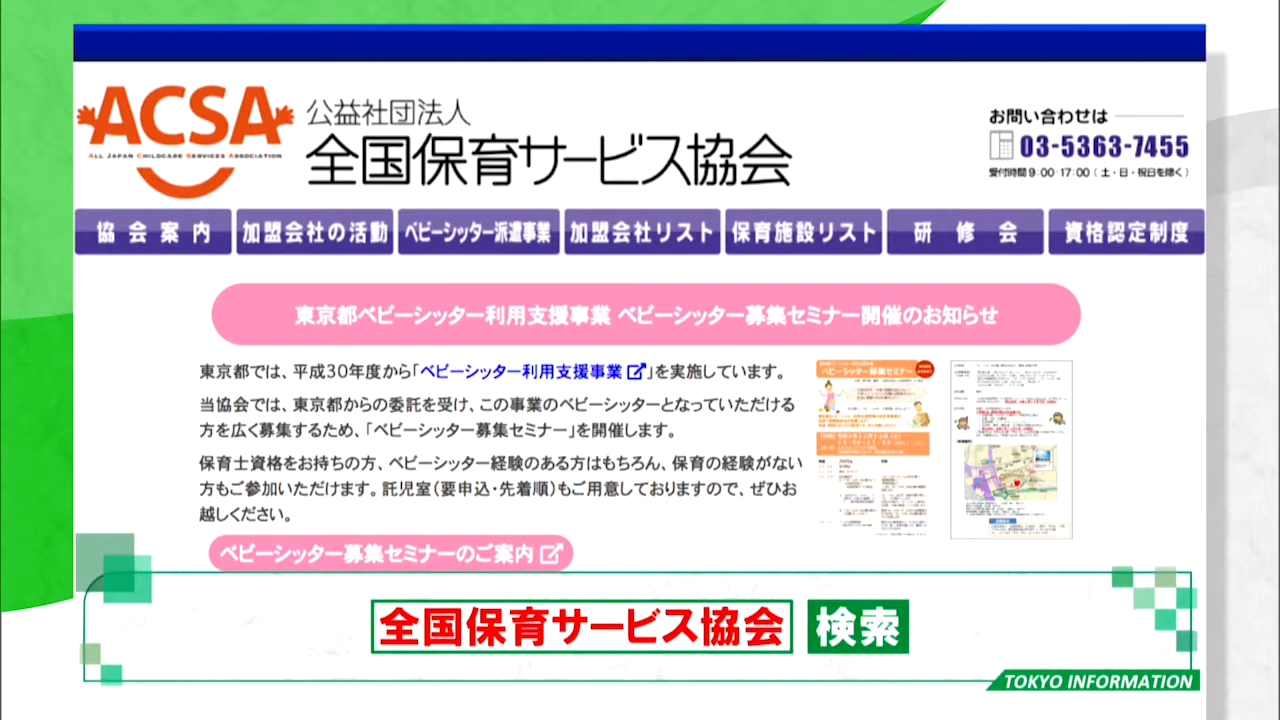 ACSA
ALL JAPAN CHILDCARE SERVICES ASSOCIATION
公益社団法人
全国保育サービス協会
お問い合わせは
03-5363-7455
受付時間 9:00-17:00 ( 土・日・祝日を除く )
協会案内 加盟会社の活動 ベビーシッター派遣事業 加盟会社リスト 保育施設リスト 研修会 資格認定制度
東京都ベビーシッター利用支援事業 ベビーシッター募集セミナー開催のお知らせ
東京都では、平成30年度から「ベビーシッター利用支援事業」を実施しています。
当協会では、東京都からの委託を受け、この事業のベビーシッターとなっていただける
方を広く募集するため、「ベビーシッター募集セミナー」を開催します。
保育士資格をお持ちの方、ベビーシッター経験のある方はもちろん、保育の経験がない
方もご参加いただけます。託児室(要申込・先着順)もご用意しておりますので、ぜひお
越しください。
ベビーシッター募集セミナー
ベビーシッター募集セミナーのご案内
全国保育サービス協会 検索
TOKYO INFORMATION